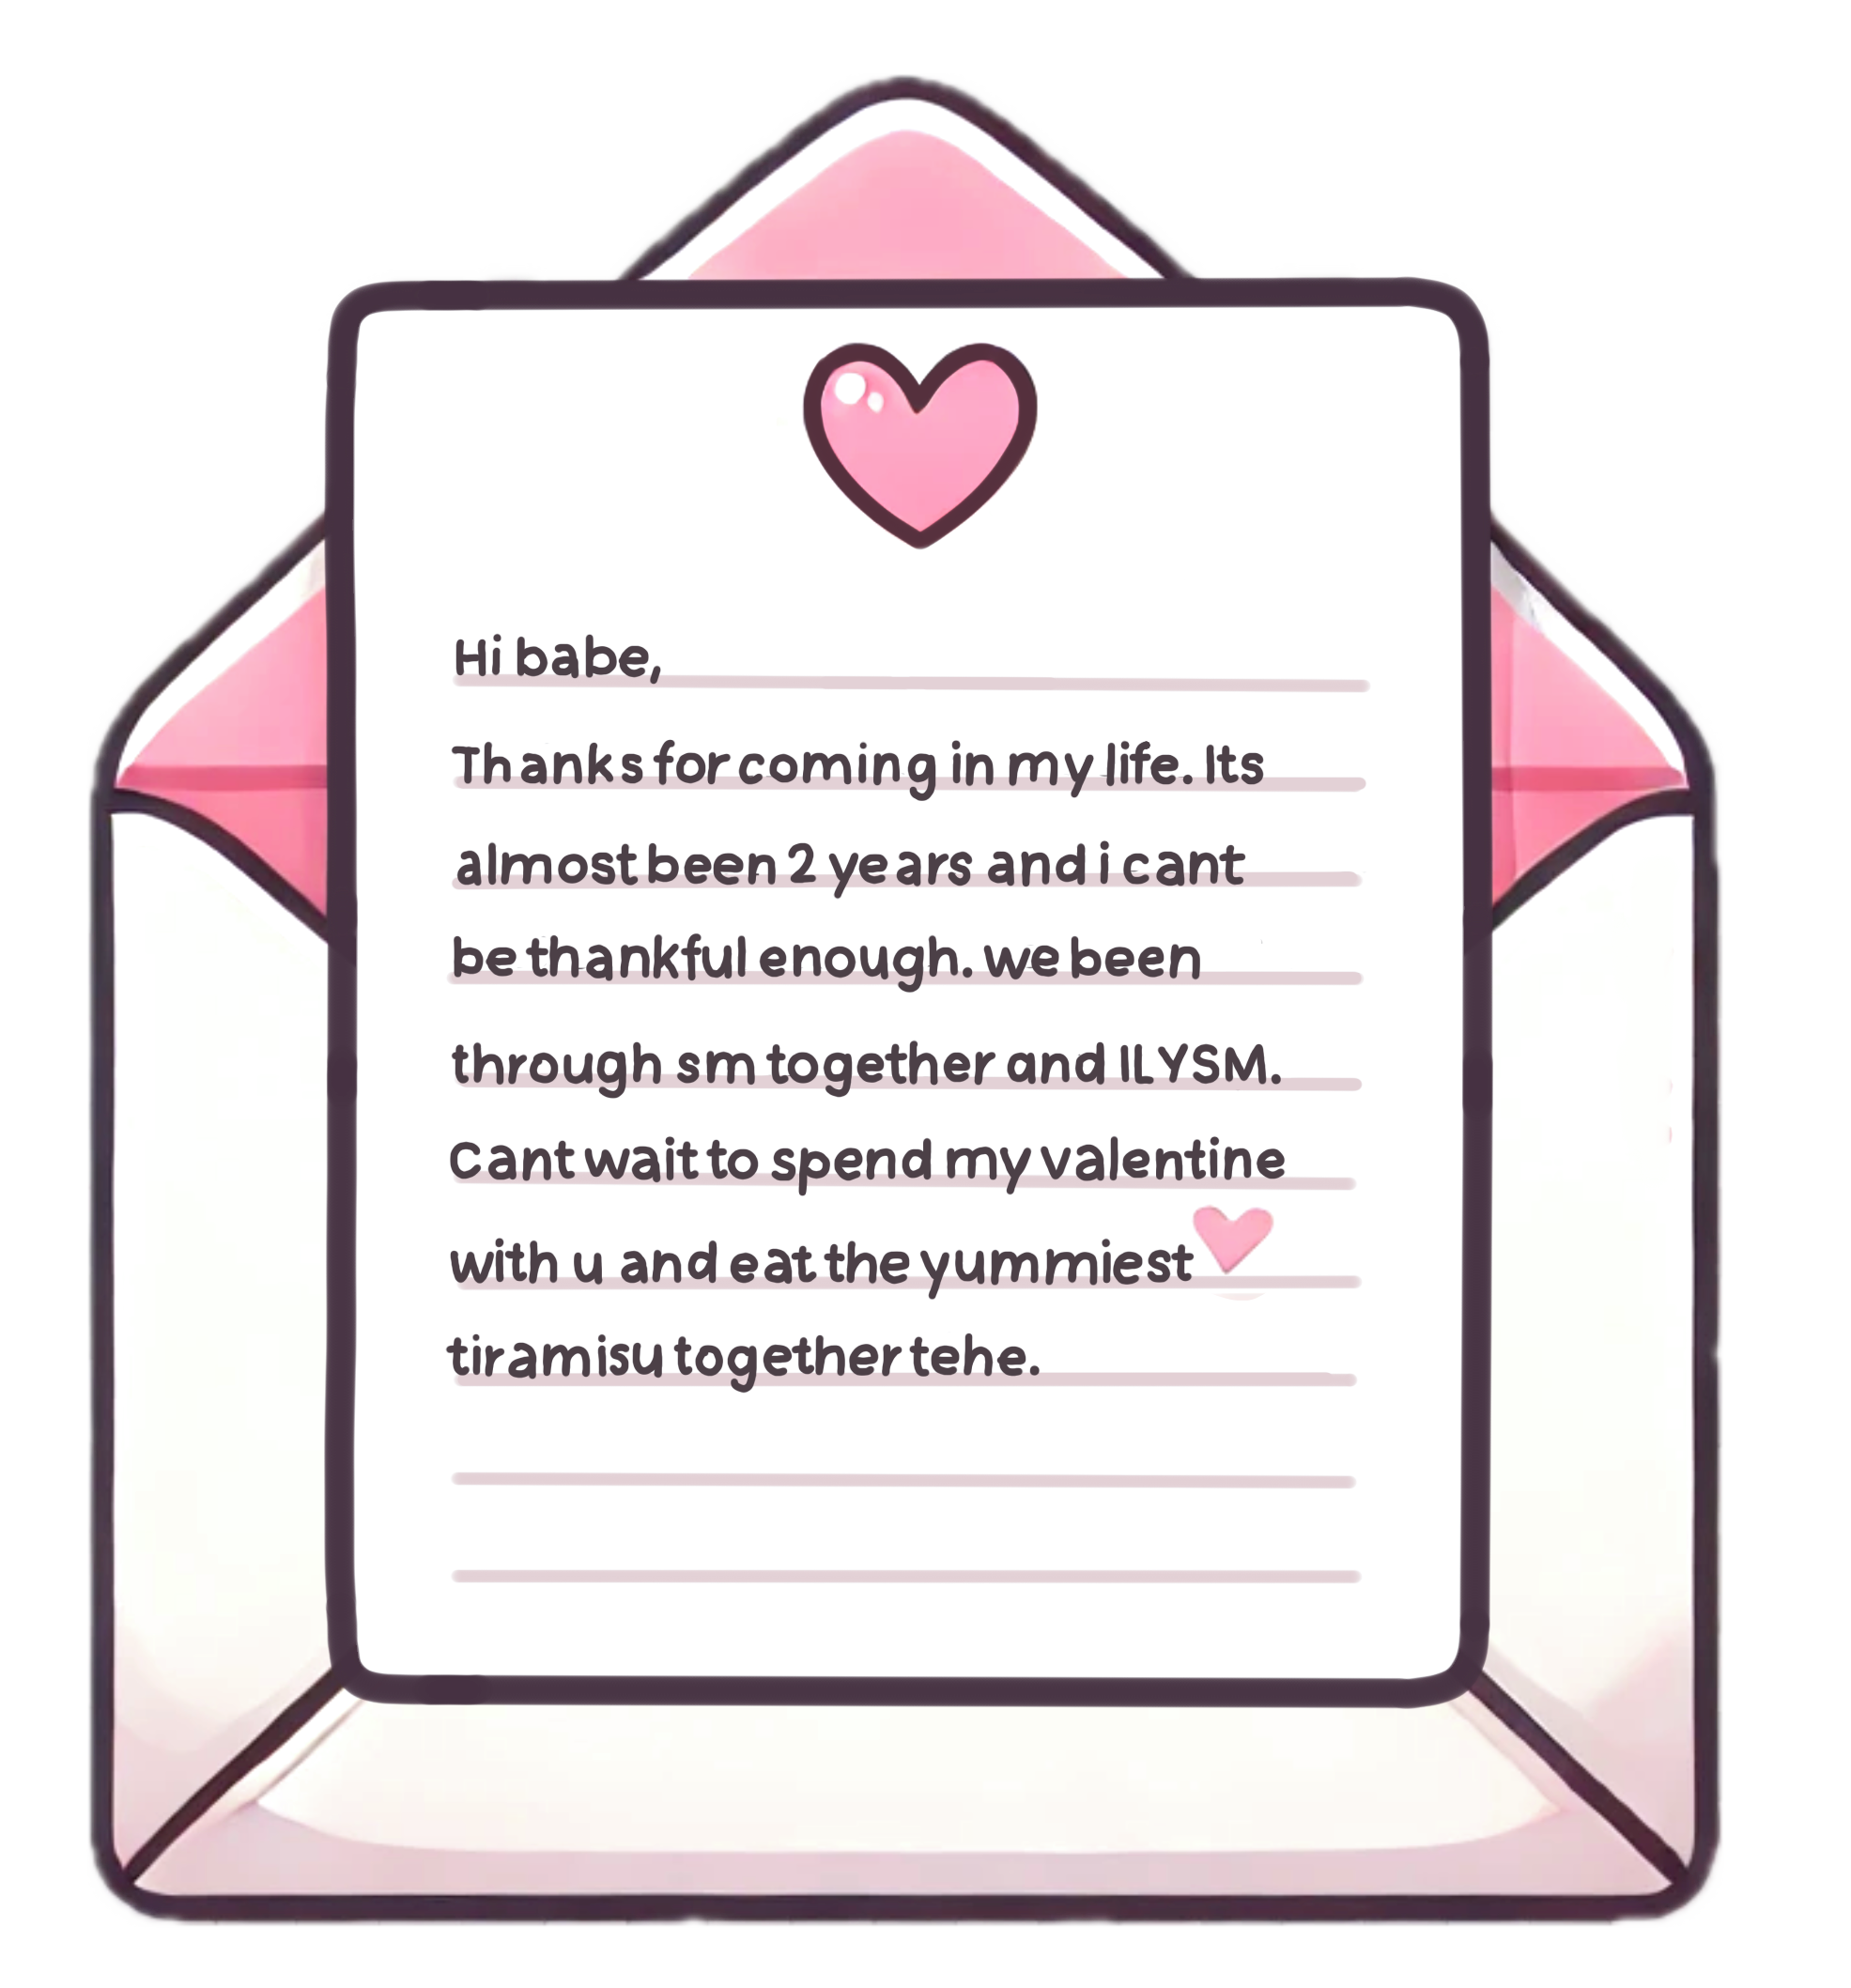 Hi babe,
Thanks for coming in my life. Its
almost been 2 years and i cant
be thankful enough. we been
through sm together and ILYSM.
Cant wait to spend my valentine
with u and eat the yummiest
tiramisu together tehe.